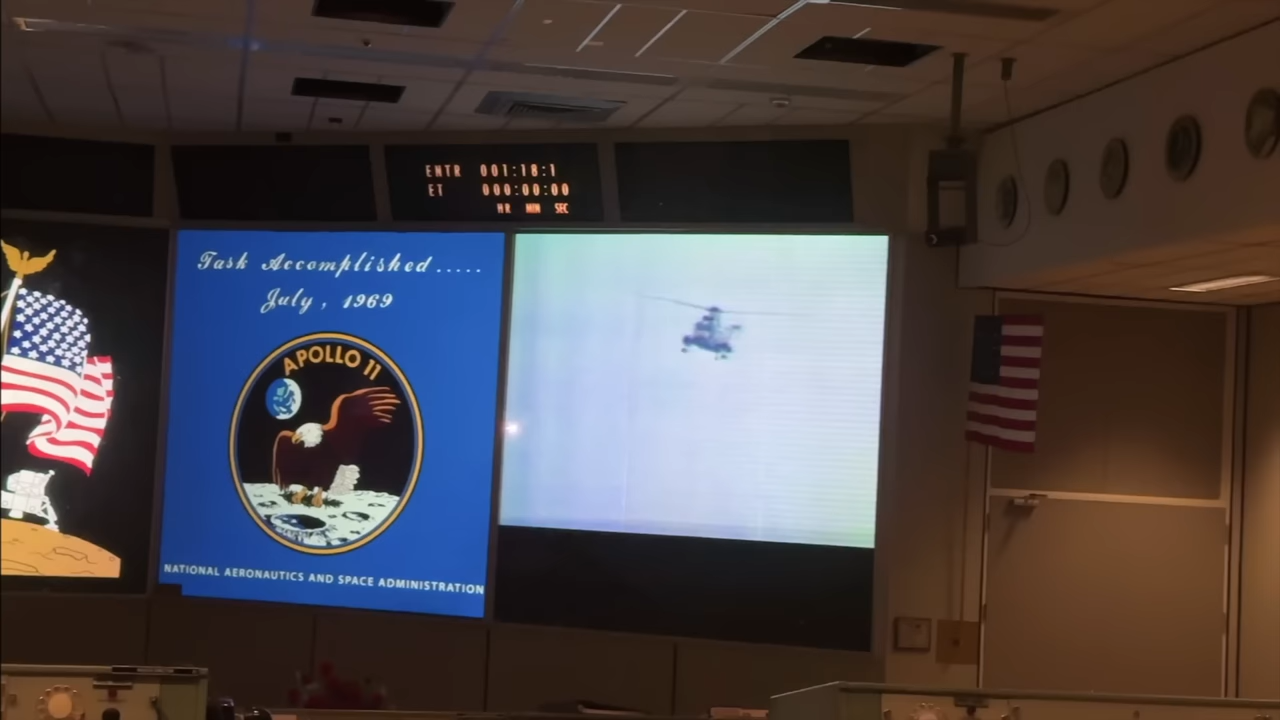 ENTR 001:18:1
ET 000:00:00
HR MIN SEC
Task Accomplished.....
July, 1969
APOLLO 11
NATIONAL AERONAUTICS AND SPACE ADMINISTRATION